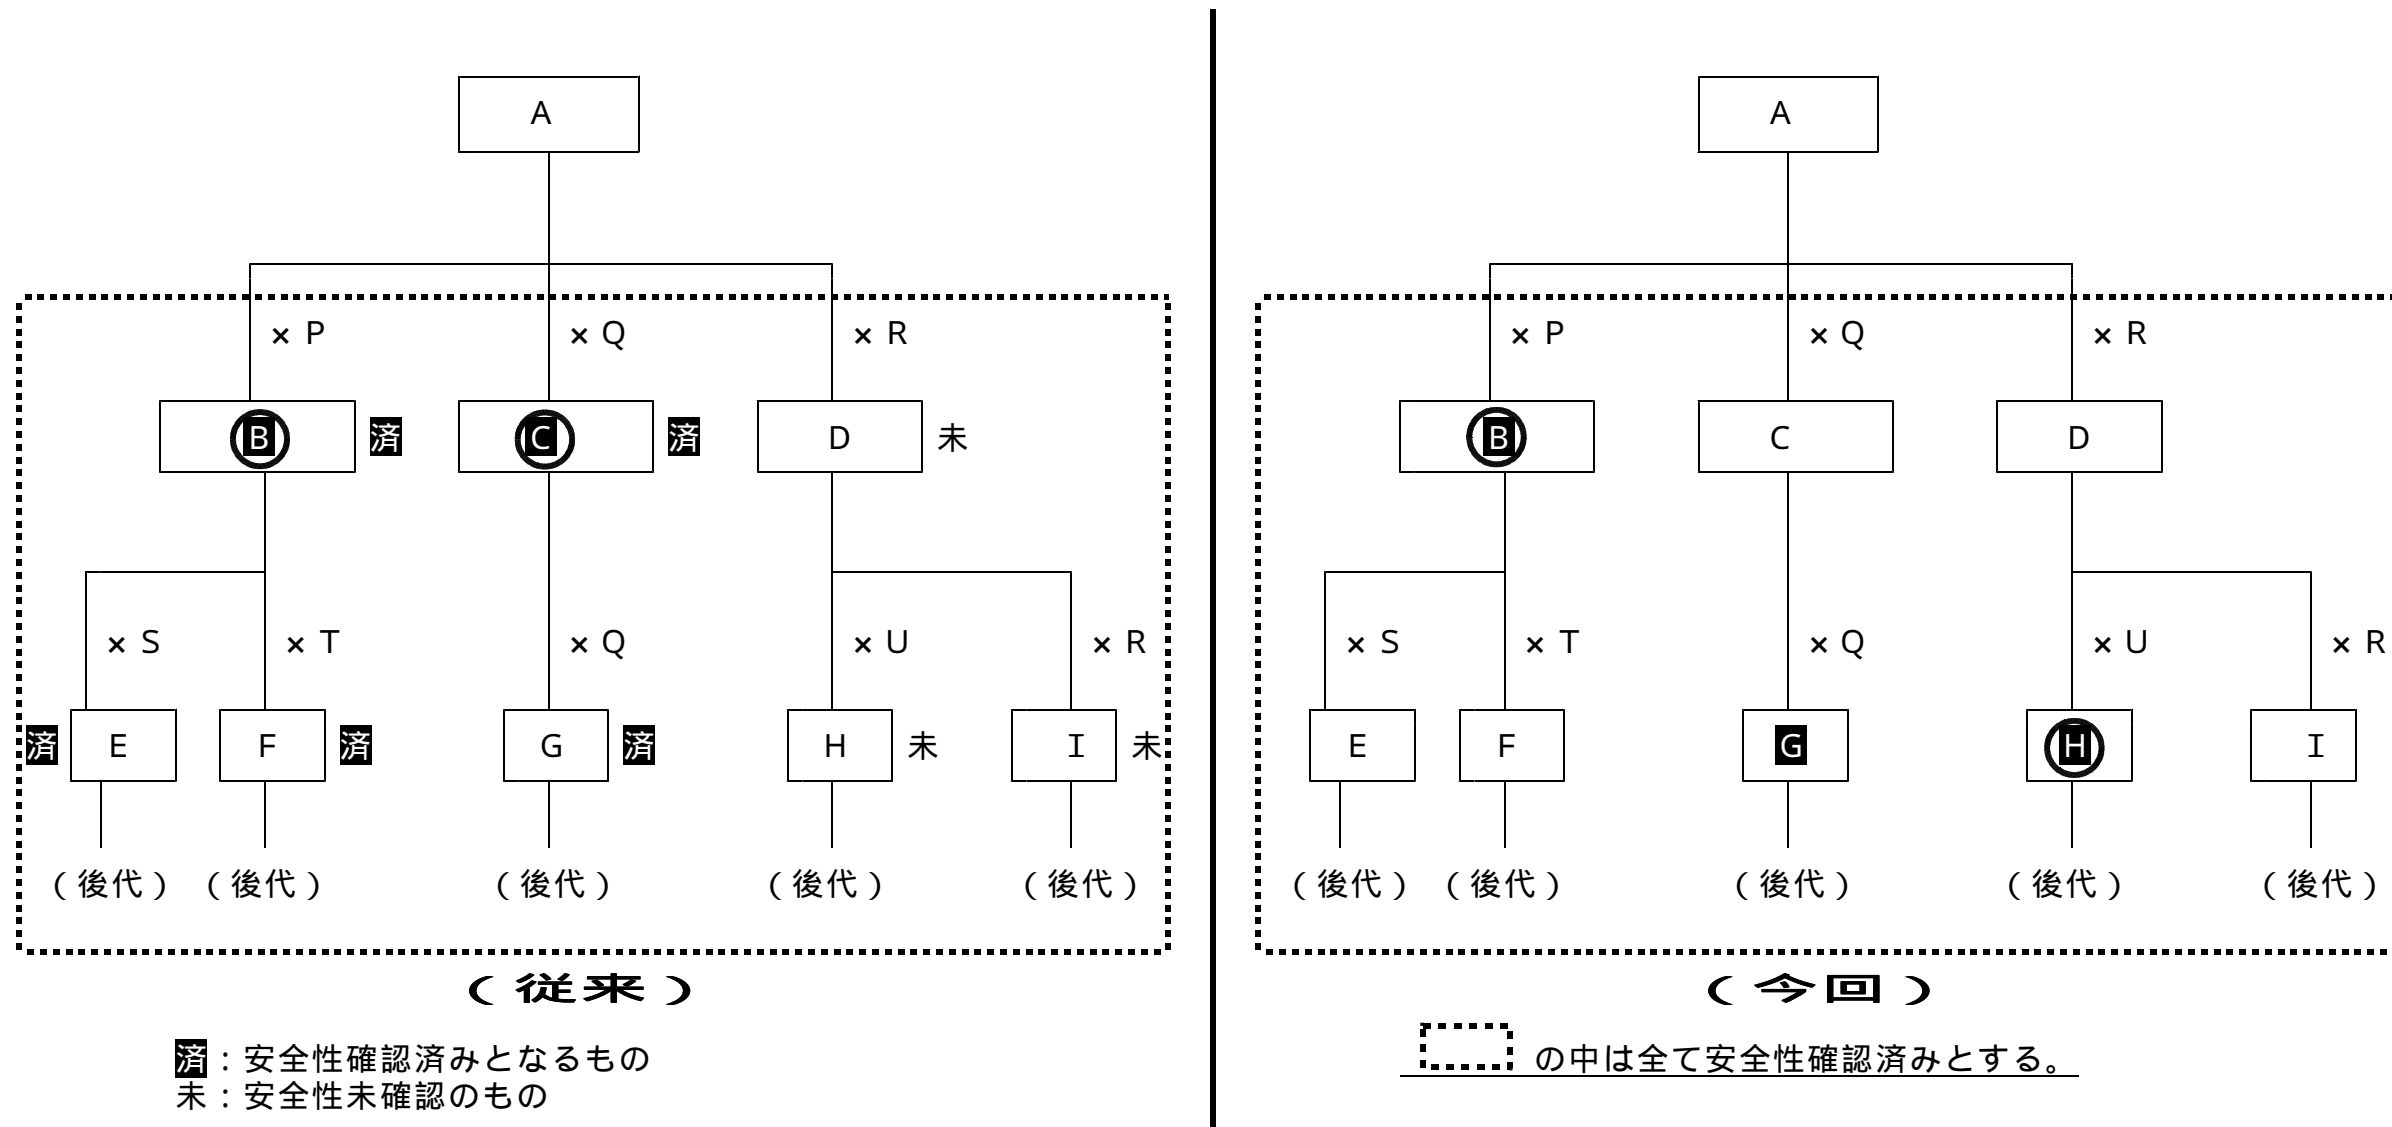 A
× P
× Q
× R
B 済
C 済
D 未
× S
× T
× Q
× U
× R
済 E
F 済
G 済
H 未
I 未
(後代)
(後代)
(後代)
(後代)
(後代)
(従来)
済:安全性確認済みとなるもの
未:安全性未確認のもの
A
× P
× Q
× R
B
C
D
× S
× T
× Q
× U
× R
E
F
G
H
I
(後代)
(後代)
(後代)
(後代)
(後代)
(今回)
の中は全て安全性確認済みとする。